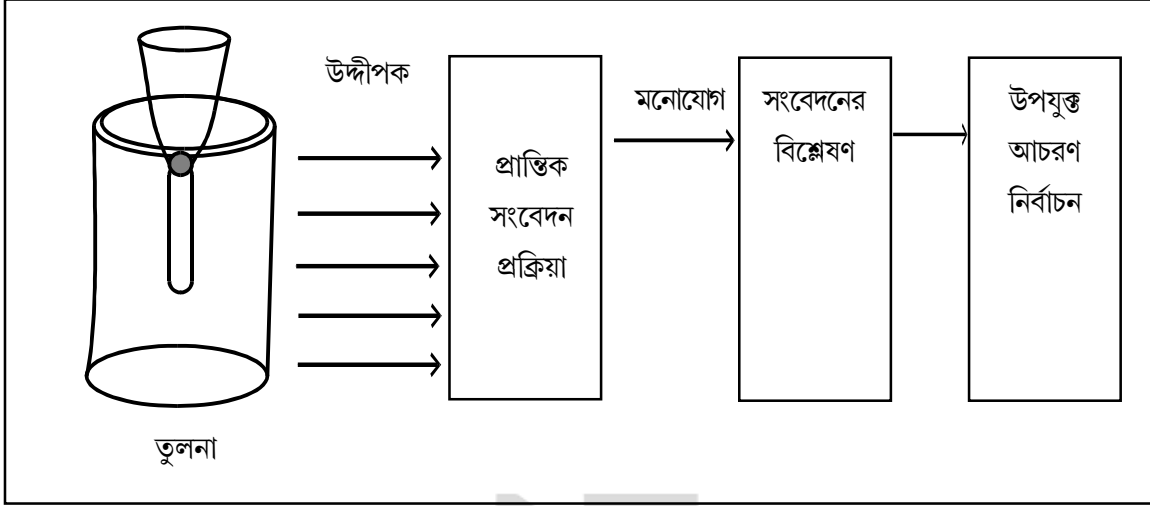 উদ্দীপক
প্রান্তিক
সংবেদন
প্রক্রিয়া
মনোযোগ
সংবেদনের
বিশ্লেষণ
উপযুক্ত
আচরণ
নির্বাচন
তুলনা